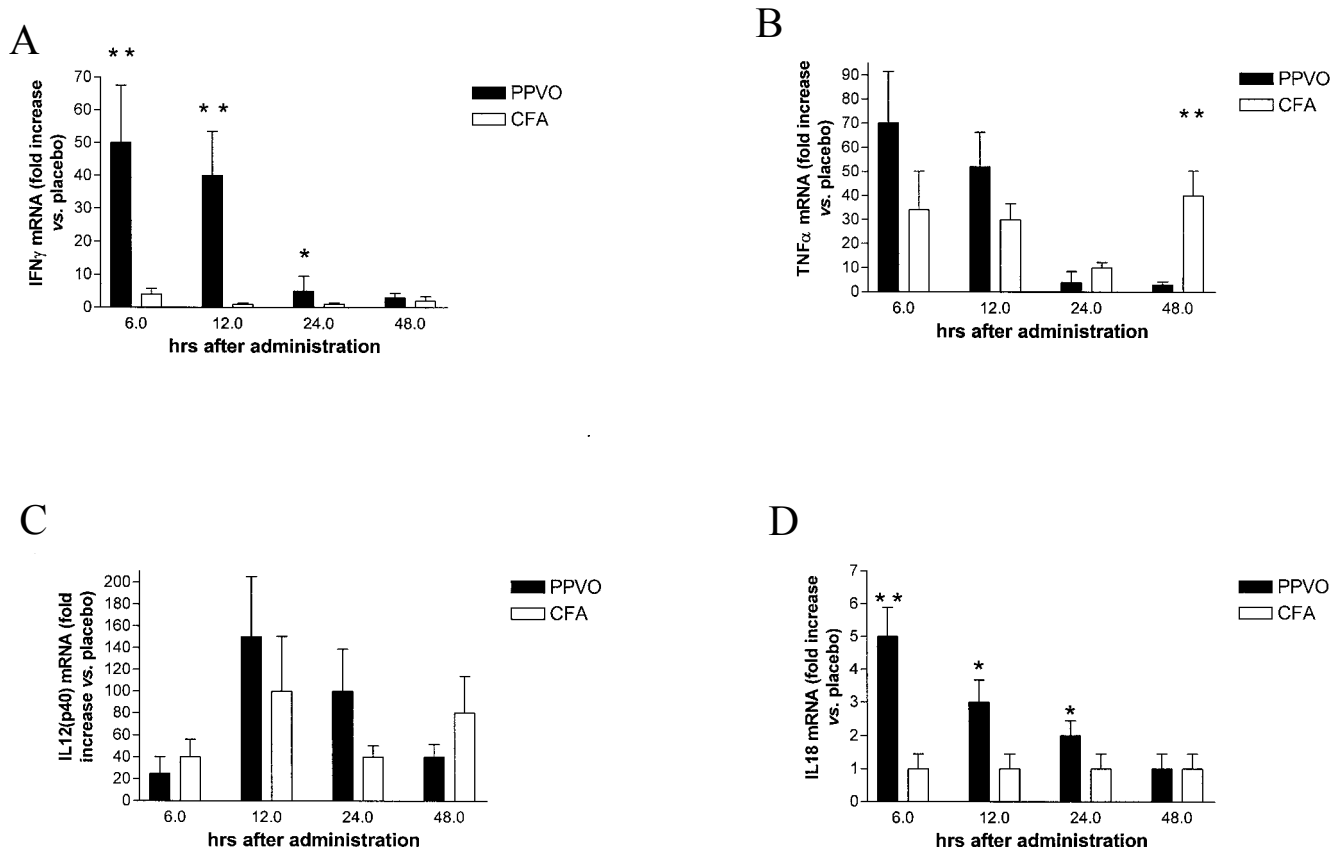 A
* *
* *
*
IFNγ mRNA (fold increase
vs. placebo)
70
60
50
40
30
20
10
0
6.0 12.0 24.0 48.0
hrs after administration
PPVO
CFA
B
* *
TNFα mRNA (fold increase
vs. placebo)
90
80
70
60
50
40
30
20
10
0
6.0 12.0 24.0 48.0
hrs after administration
PPVO
CFA
C
IL12(p40) mRNA (fold
increase vs. placebo)
200
180
160
140
120
100
80
60
40
20
0
6.0 12.0 24.0 48.0
hrs after administration
PPVO
CFA
D
* *
*
*
IL18 mRNA (fold increase
vs. placebo)
7
6
5
4
3
2
1
0
6.0 12.0 24.0 48.0
hrs after administration
PPVO
CFA